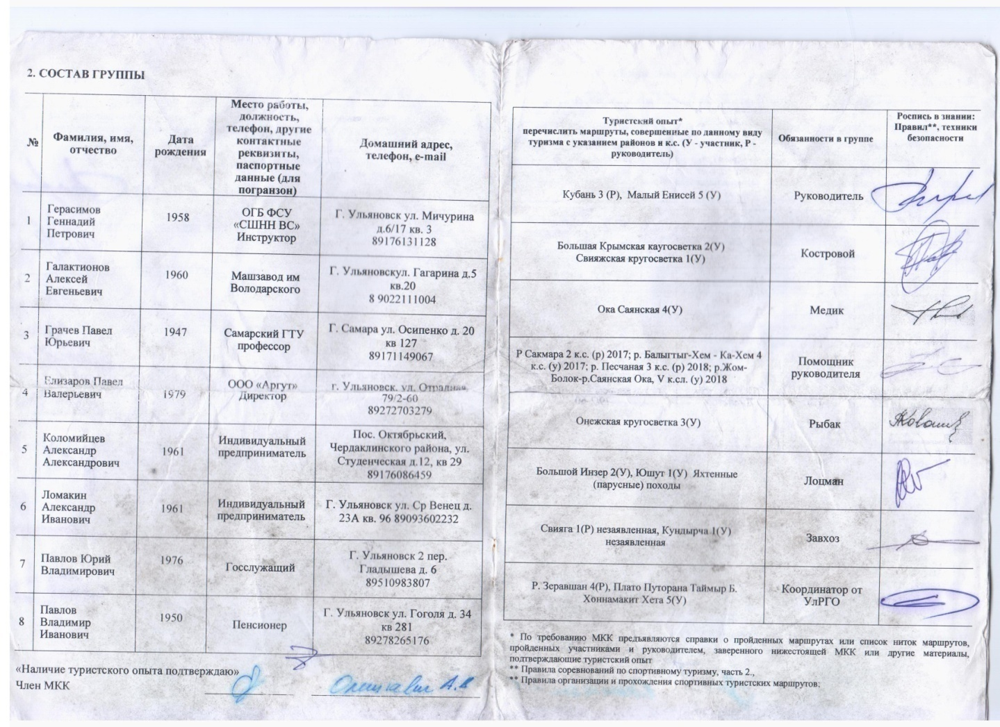 2. СОСТАВ ГРУППЫ
№
Фамилия, имя,
отчество
Дата
рождения
Место работы,
должность,
телефон, другие
контактные
реквизиты,
паспортные
данные (для
погранзон)
Домашний адрес,
телефон, e-mail
1
Герасимов
Геннадий
Петрович
1958
ОГБ ФСУ
«СШНН ВС»
Инструктор
Г. Ульяновск ул. Мичурина
д.6/17 кв. 3
89176131128
2
Галактионов
Алексей
Евгеньевич
1960
Машзавод им
Володарского
Г. Ульяновскул. Гагарина д.5
кв.20
8 9022111004
3
Грачев Павел
Юрьевич
1947
Самарский ГТУ
профессор
Г. Самара ул. Осипенко д. 20
кв 127
89171149067
4
Елизаров Павел
Валерьевич
1979
ООО «Аргут»
Директор
г. Ульяновск. ул. Отрадная,
79/2-60
89272703279
5
Коломийцев
Александр
Александрович
1961
Индивидуальный
предприниматель
Пос. Октябрьский,
Чердаклинского района, ул.
Студенческая д.12, кв 29
89176086459
6
Ломакин
Александр
Иванович
1961
Индивидуальный
предприниматель
Г. Ульяновск ул. Ср Венец д.
23А кв. 96 89093602232
7
Павлов Юрий
Владимирович
1976
Госслужащий
Г. Ульяновск 2 пер.
Гладышева д. 6
89510983807
8
Павлов
Владимир
Иванович
1950
Пенсионер
Г. Ульяновск ул. Гоголя д. 34
кв 281
89278265176
«Наличие туристского опыта подтверждаю»
Член МКК
Туристский опыт*
перечислить маршруты, совершенные по данному виду
туризма с указанием районов и к.с. (У - участник, Р -
руководитель)
Обязанности в группе
Роспись в знании:
Правил**, техники
безопасности
Кубань 3 (Р), Малый Енисей 5 (У)
Руководитель
Большая Крымская каугосветка 2(У)
Свияжская кругосветка 1(У)
Костровой
Ока Саянская 4(У)
Медик
Р Сакмара 2 к.с. (р) 2017; р. Балыгтыг-Хем - Ка-Хем 4
к.с. (у) 2017; р. Песчаная 3 к.с. (р) 2018; р.Жом-
Болок-р.Саянская Ока, V к.сл. (у) 2018
Помощник
руководителя
Онежская кругосветка 3(У)
Рыбак
Большой Инзер 2(У), Юшут 1(У) Яхтенные
(парусные) походы
Лоцман
Свияга 1(Р) незаявленная, Кундырча 1(У)
незаявленная
Завхоз
Р. Зеравшан 4(Р), Плато Путорана Таймыр Б.
Хоннамакит Хета 5(У)
Координатор от
УлРГО
* По требованию МКК предъявляются справки о пройденных маршрутах или список ниток маршрутов,
пройденных участниками и руководителем, заверенного нижестоящей МКК или другие материалы,
подтверждающие туристский опыт
** Правила соревнований по спортивному туризму, часть 2.,
** Правила организации и прохождения спортивных туристских маршрутов;